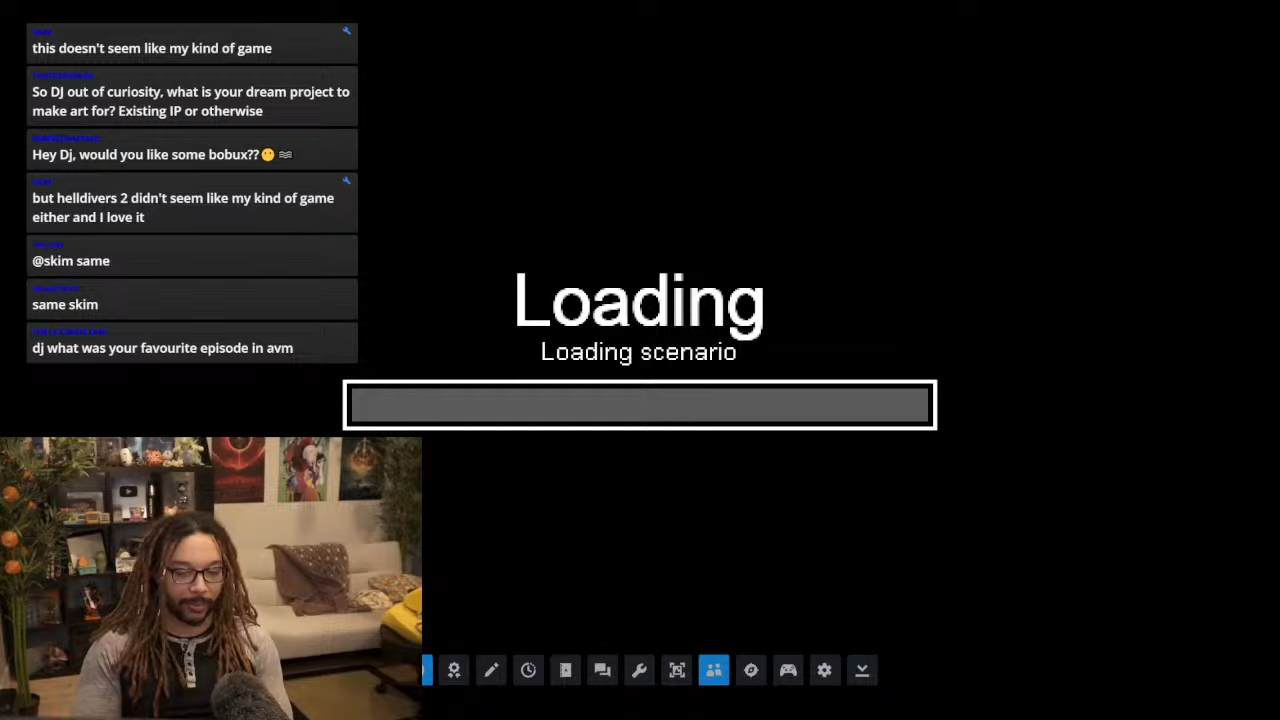 this doesn't seem like my kind of game
So DJ out of curiosity, what is your dream project to
make art for? Existing IP or otherwise
Hey Dj, would you like some bobux??
but helldivers 2 didn't seem like my kind of game
either and I love it
@skim same
same skim
dj what was your favourite episode in avm
Loading
Loading scenario